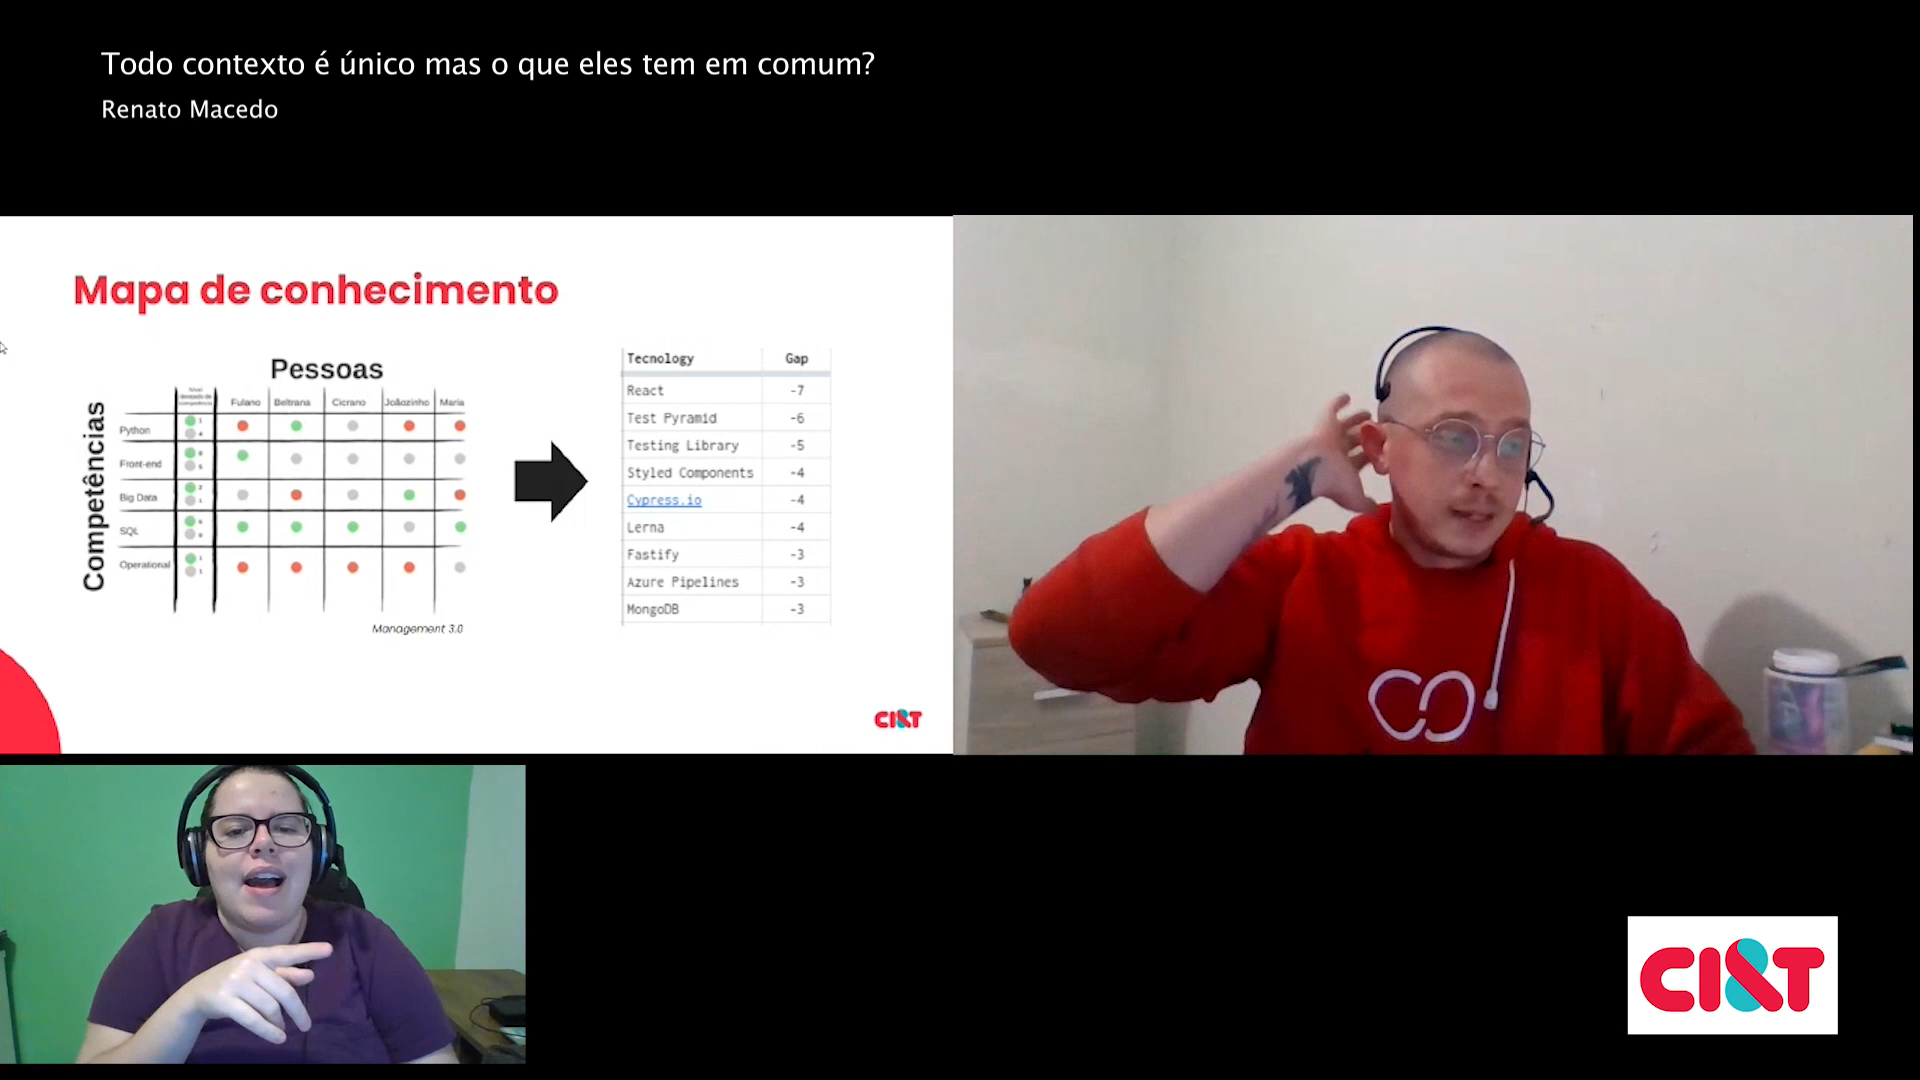 Todo contexto é único mas o que eles tem em comum?
Renato Macedo
Mapa de conhecimento
Pessoas
Competências
Fulano Beltrana Cicrano Joãozinho Maria
Python
Front-end
Big Data
SQL
Operational
Management 3.0
Tecnology Gap
React -7
Test Pyramid -6
Testing Library -5
Styled Components -4
Cypress.io -4
Lerna -4
Fastify -3
Azure Pipelines -3
MongoDB -3
CI&T
CI&T